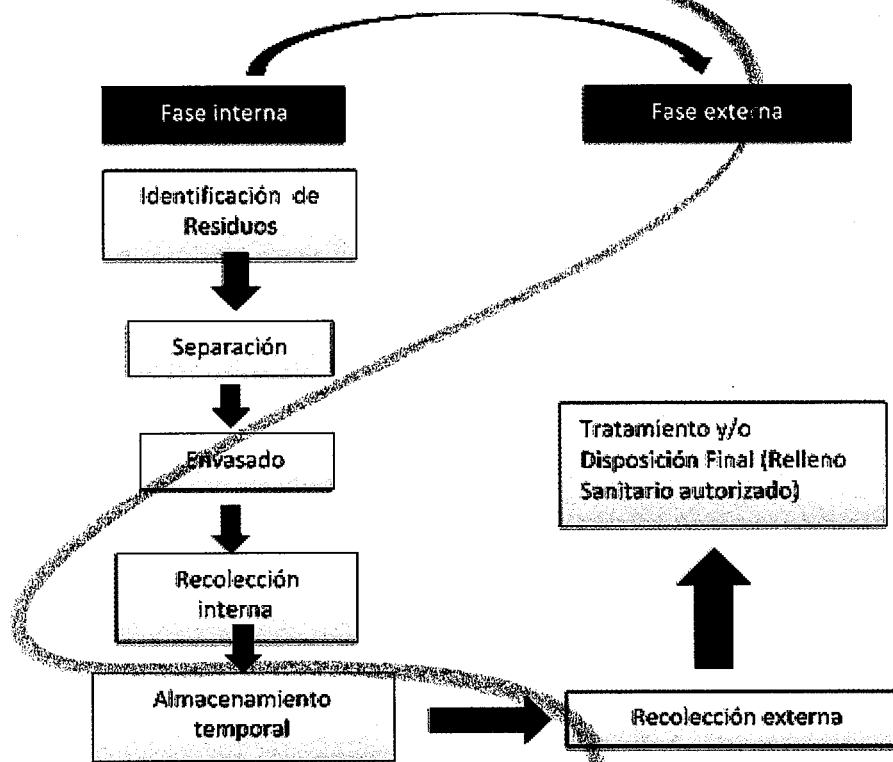 Fase interna
Fase externa
Identificación de
Residuos
Separación
Envasado
Recolección
interna
Almacenamiento
temporal
Recolección externa
Tratamiento y/o
Disposición Final (Relleno
Sanitario autorizado)